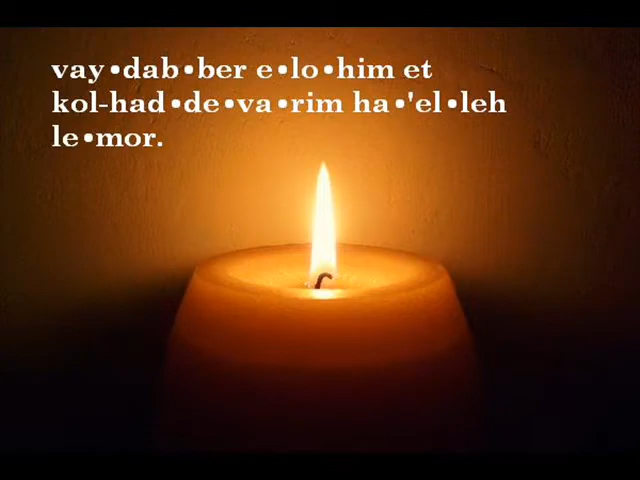 vay•dab•ber e•lo•him et
kol-had•de•va•rim ha•'el•leh
le•mor.